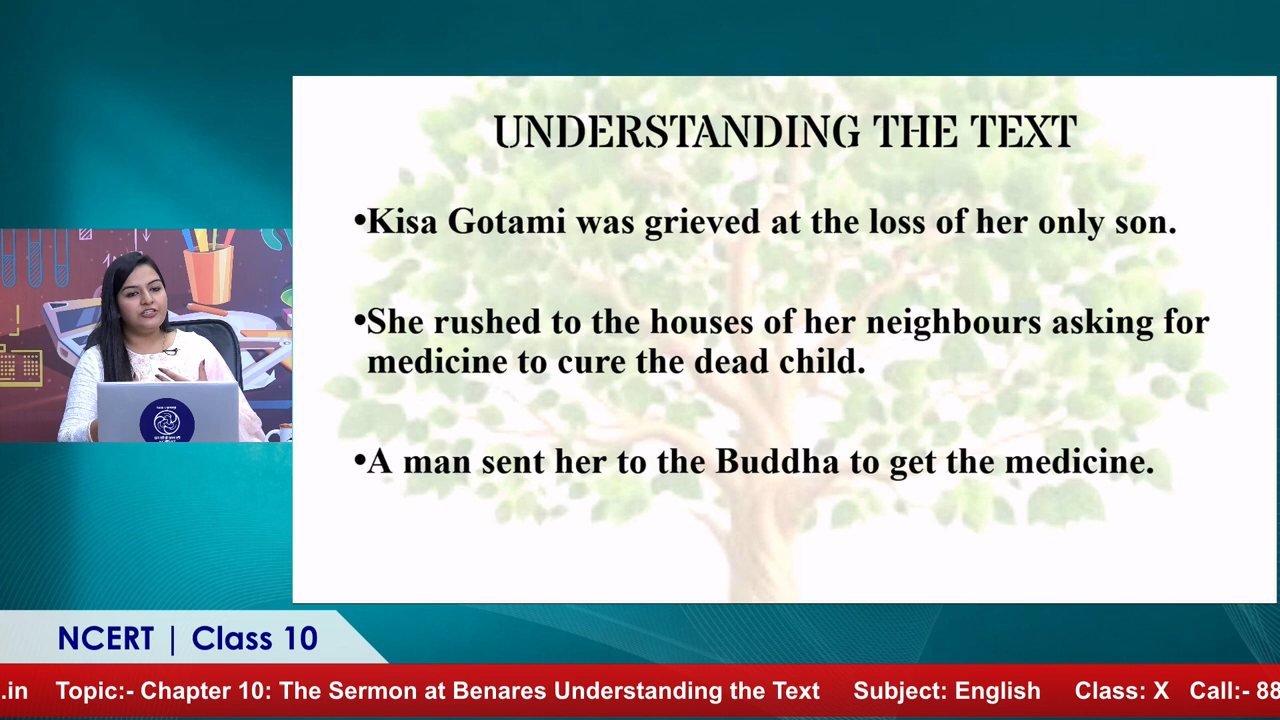 UNDERSTANDING THE TEXT
•Kisa Gotami was grieved at the loss of her only son.
•She rushed to the houses of her neighbours asking for
medicine to cure the dead child.
•A man sent her to the Buddha to get the medicine.
NCERT | Class 10
.in Topic:- Chapter 10: The Sermon at Benares Understanding the Text Subject: English Class: X Call:- 88